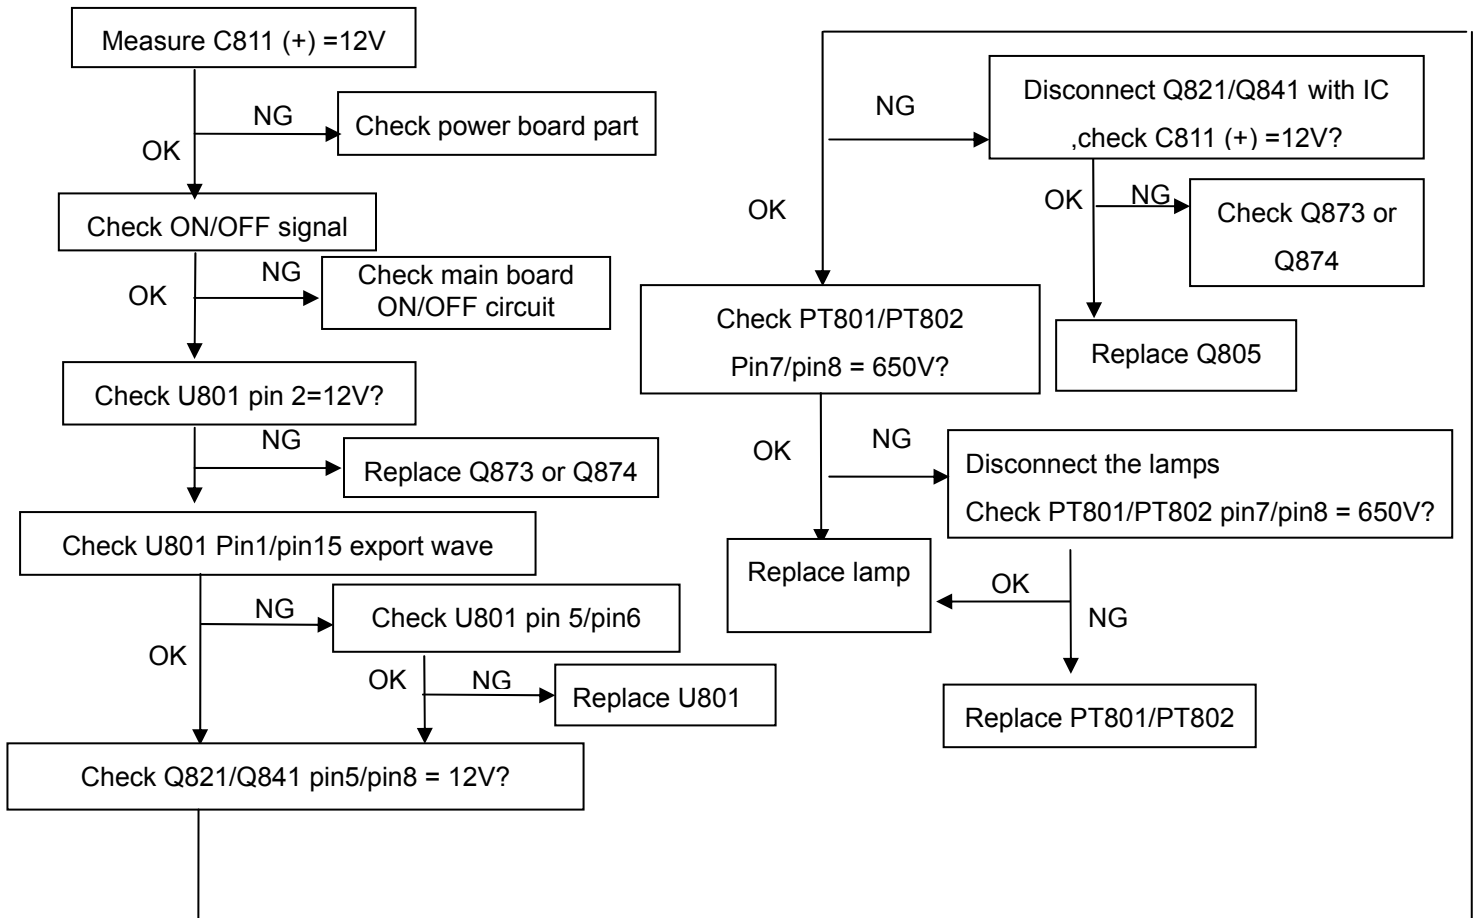 Measure C811 (+) =12V
NG
Check power board part
OK
Check ON/OFF signal
NG
Check main board
ON/OFF circuit
OK
Check U801 pin 2=12V?
NG
Replace Q873 or Q874
Check U801 Pin1/pin15 export wave
NG
Check U801 pin 5/pin6
OK
OK
NG
Replace U801
Check Q821/Q841 pin5/pin8 = 12V?
NG
Disconnect Q821/Q841 with IC
,check C811 (+) =12V?
OK
OK
NG
Check Q873 or
Q874
Check PT801/PT802
Pin7/pin8 = 650V?
Replace Q805
OK
NG
Disconnect the lamps
Check PT801/PT802 pin7/pin8 = 650V?
Replace lamp
OK
NG
Replace PT801/PT802